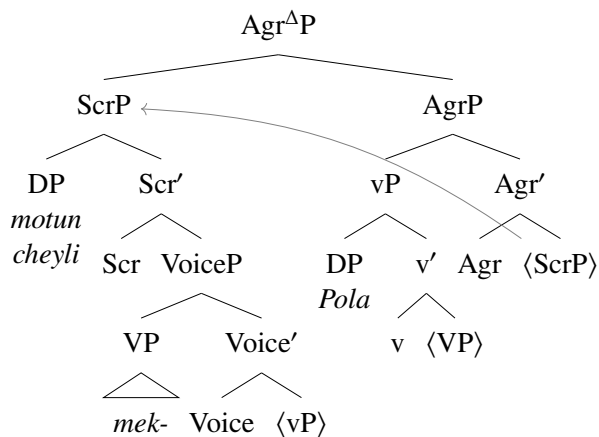 Agr^ΔP
ScrP AgrP
DP Scr′ vP Agr′
motun
cheyli
Scr VoiceP DP v′ Agr ⟨ScrP⟩
Pola
VP Voice′ v ⟨VP⟩
mek- Voice ⟨vP⟩